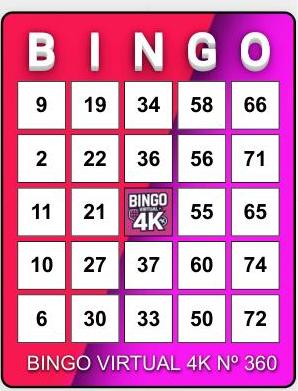 B I N G O
9 19 34 58 66
2 22 36 56 71
11 21 BINGO VIRTUAL 4K 55 65
10 27 37 60 74
6 30 33 50 72
BINGO VIRTUAL 4K Nº 360